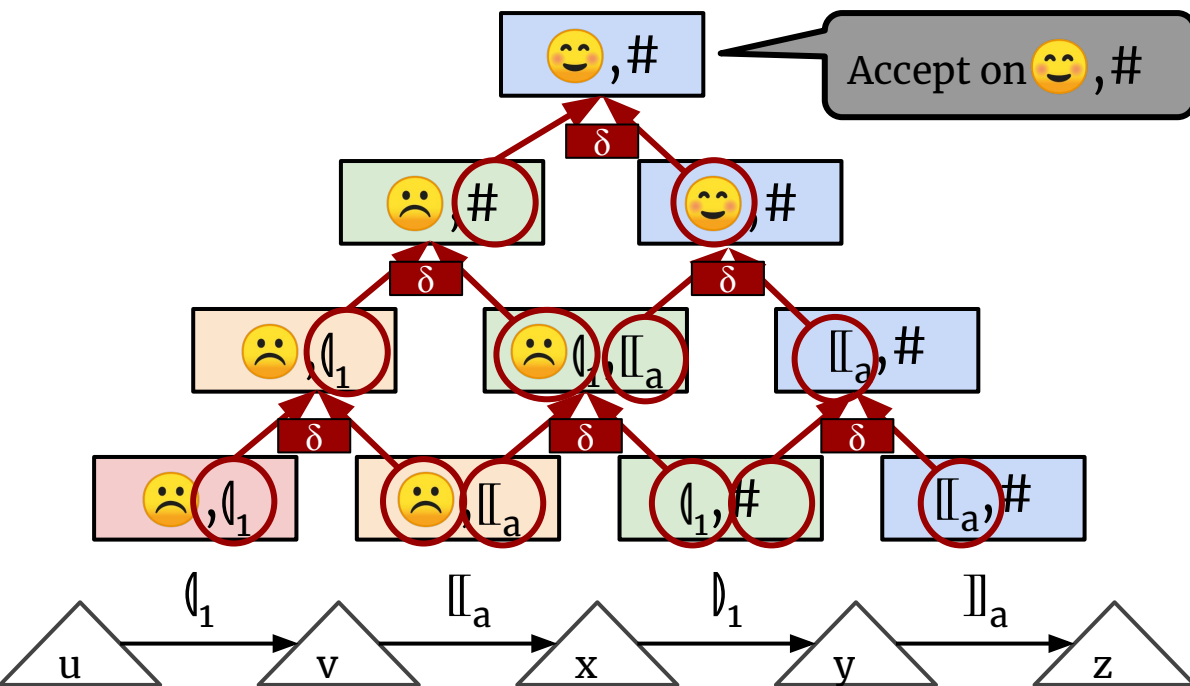 😊,# Accept on 😊,#
δ
☹️,# 😊,#
δ δ
☹️,⦇₁ ☹️⦇₁,⟦ₐ ⟦ₐ,#
δ δ δ
☹️,⦇₁ ☹️,⟦ₐ ⦇₁,# ⟦ₐ,#
⦇₁ ⟦ₐ ⦈₁ ⟧ₐ
u v x y z